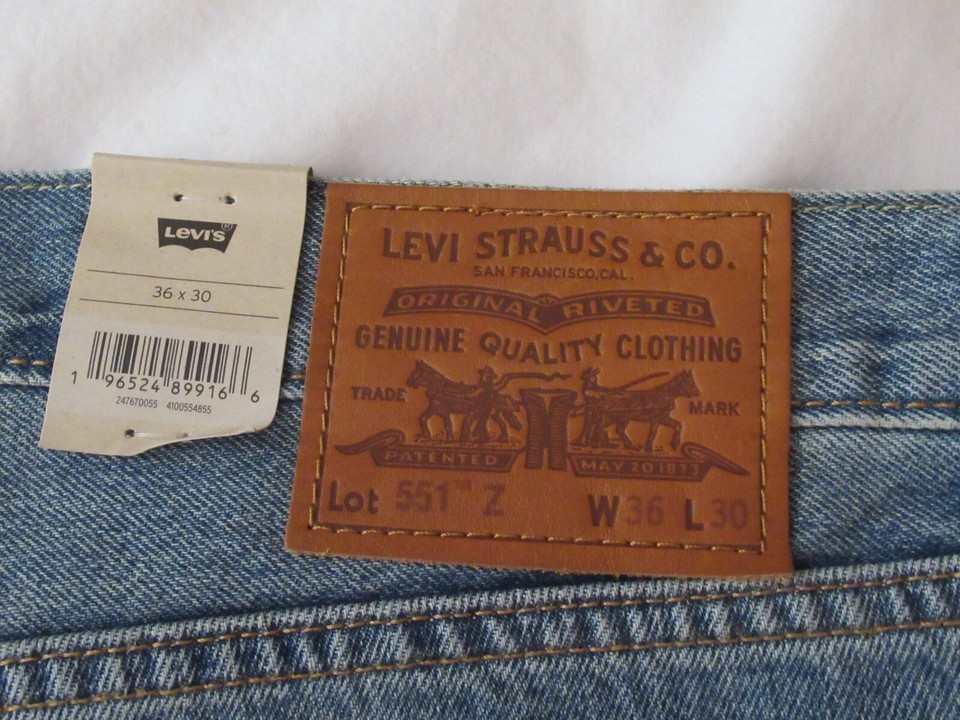 Levi's®
36 x 30
1 96524 89916 6
247670055 4100554855
LEVI STRAUSS & CO.
SAN FRANCISCO, CAL.
ORIGINAL RIVETED
GENUINE QUALITY CLOTHING
TRADE MARK
PATENTED MAY 20 1873
Lot 551™ Z W36 L30